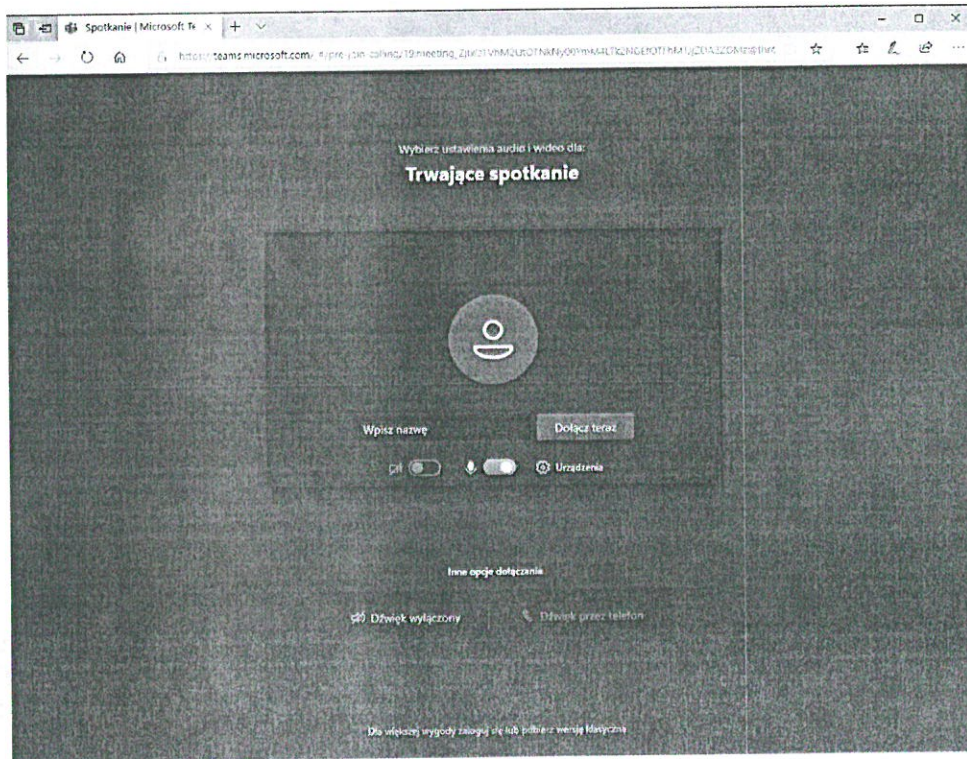 Spotkanie | Microsoft Te
teams.microsoft.com
Wybierz ustawienia audio i wideo dla:
Trwające spotkanie
Wpisz nazwę
Dołącz teraz
Urządzenia
Inne opcje dołączania
Dźwięk wyłączony
Dźwięk przez telefon
Dla większej wygody zaloguj się lub pobierz wersję klasyczną